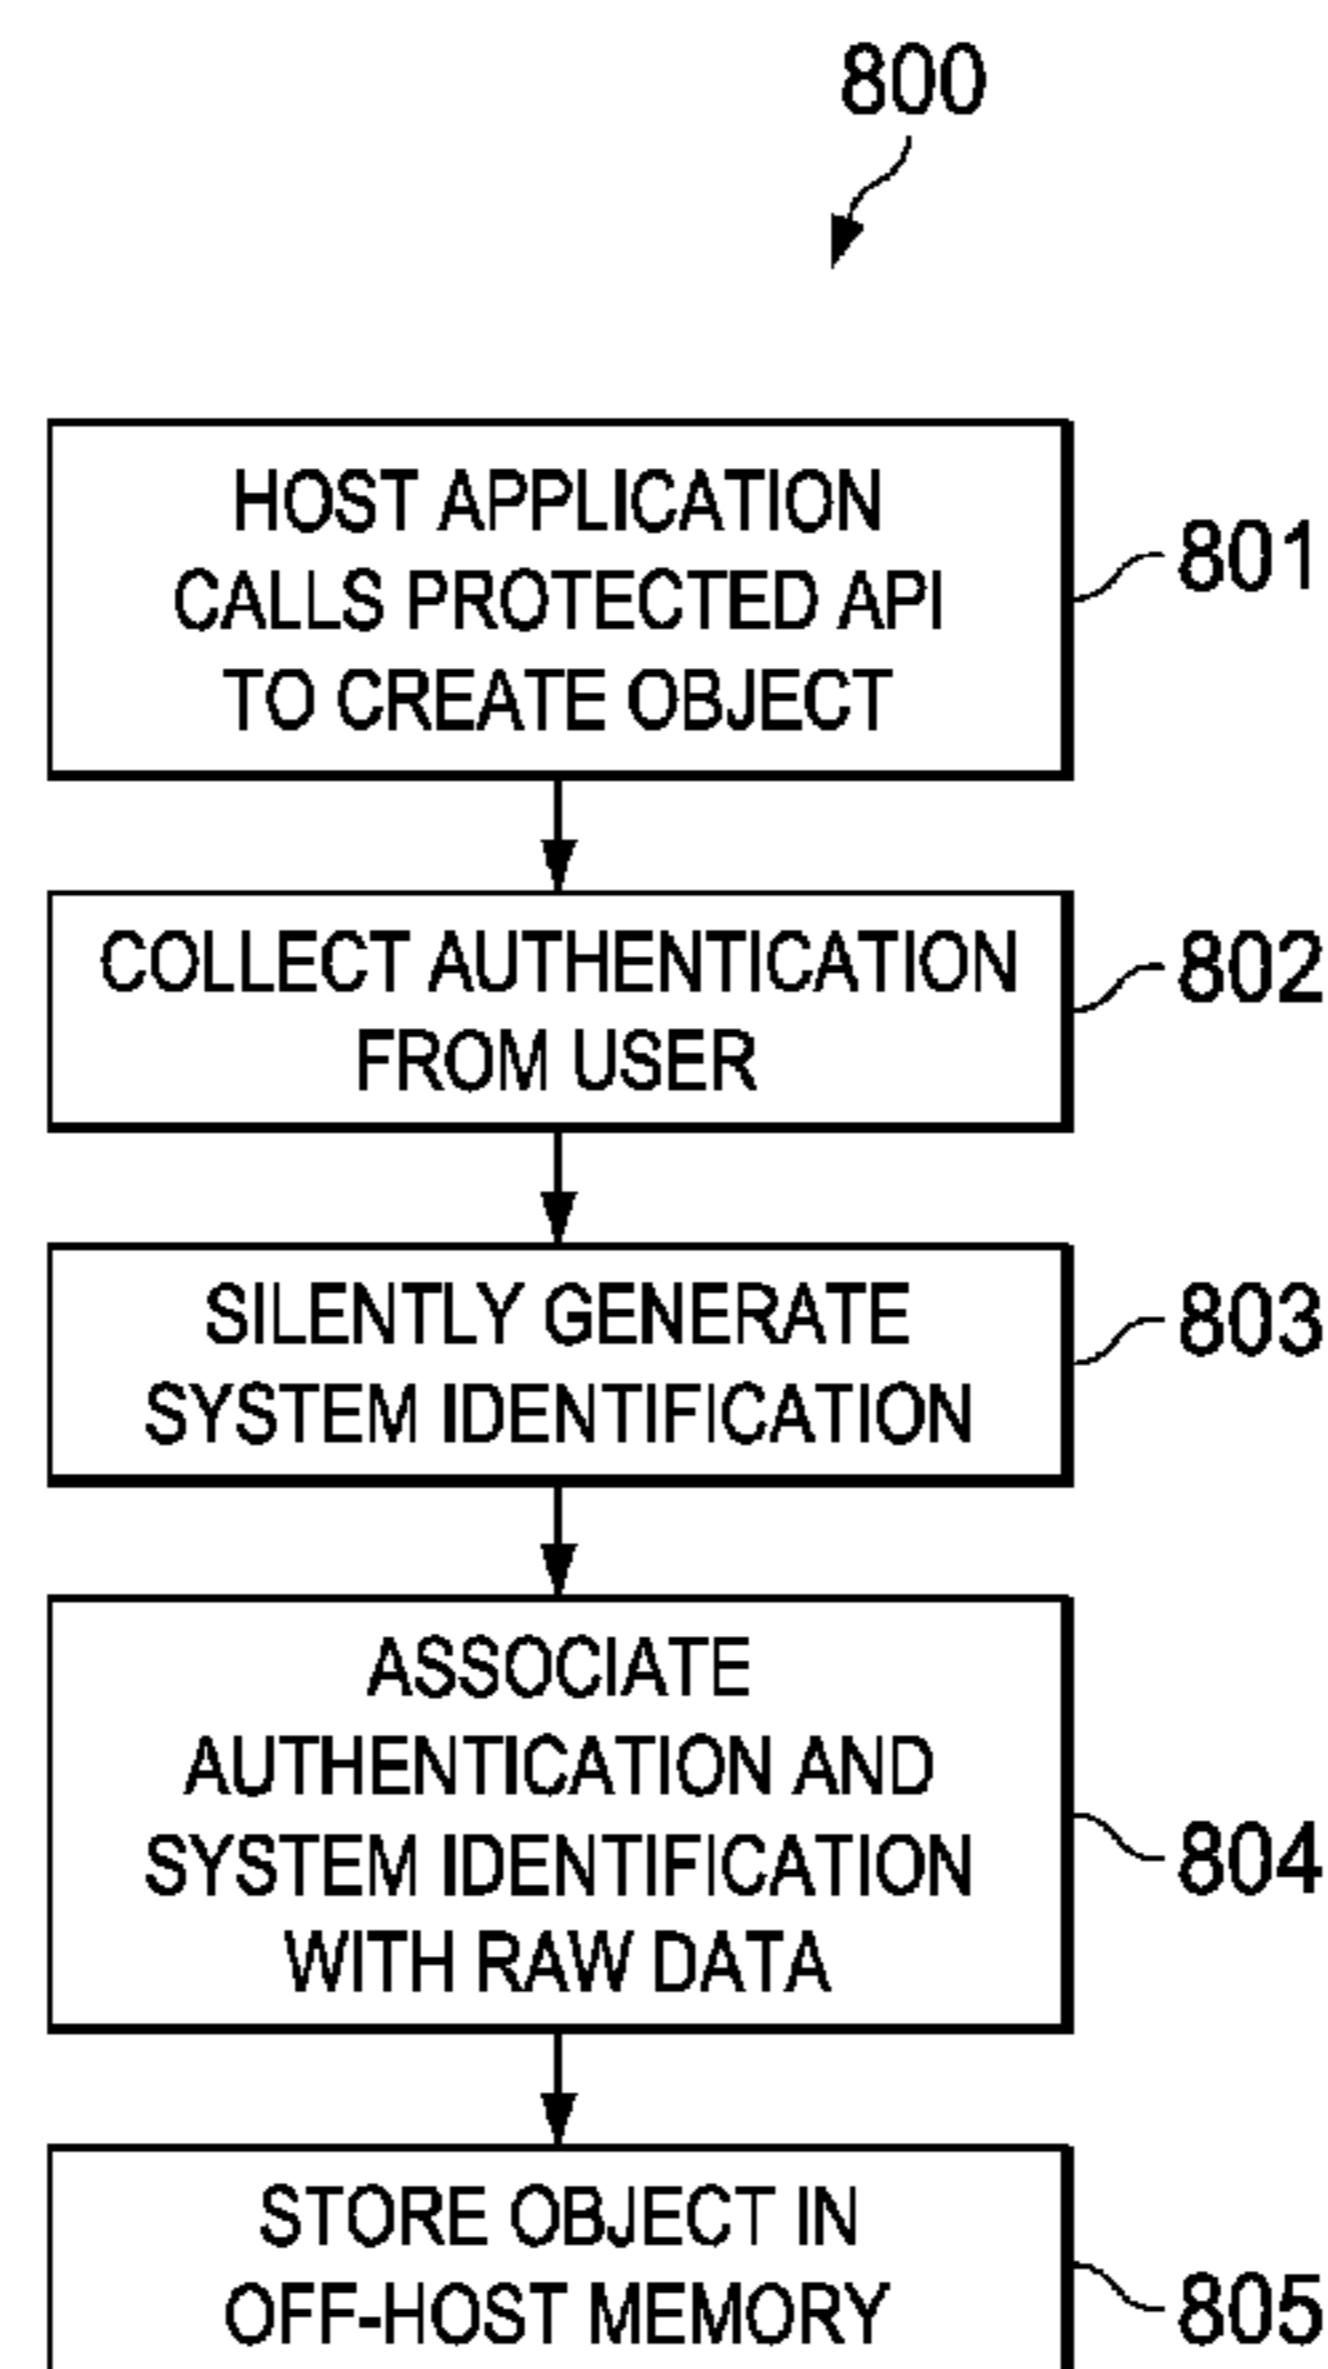 800
HOST APPLICATION
CALLS PROTECTED API
TO CREATE OBJECT
801
COLLECT AUTHENTICATION
FROM USER
802
SILENTLY GENERATE
SYSTEM IDENTIFICATION
803
ASSOCIATE
AUTHENTICATION AND
SYSTEM IDENTIFICATION
WITH RAW DATA
804
STORE OBJECT IN
OFF-HOST MEMORY
805